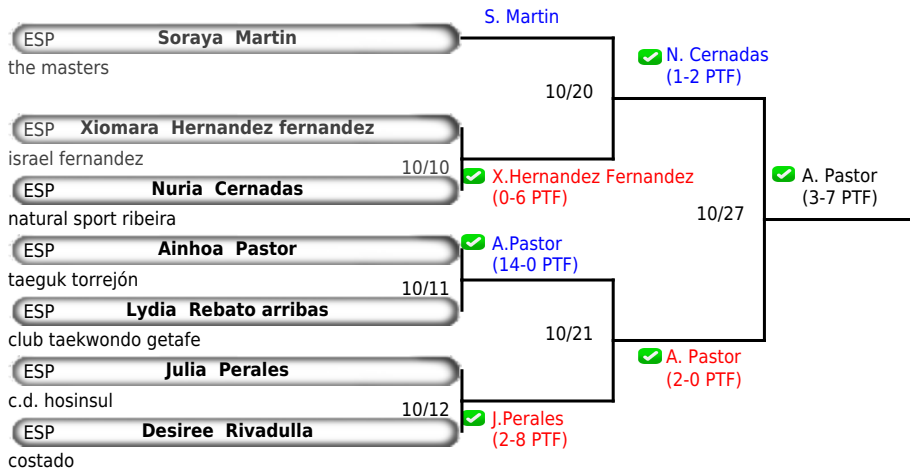 S. Martin
ESP Soraya Martin
the masters
N. Cernadas
(1-2 PTF)
10/20
ESP Xiomara Hernandez fernandez
israel fernandez
10/10
X.Hernandez Fernandez
(0-6 PTF)
A. Pastor
(3-7 PTF)
ESP Nuria Cernadas
natural sport ribeira
10/27
ESP Ainhoa Pastor
A.Pastor
(14-0 PTF)
taeguk torrejón
10/11
ESP Lydia Rebato arribas
club taekwondo getafe
10/21
A. Pastor
(2-0 PTF)
ESP Julia Perales
c.d. hosinsul
10/12
J.Perales
(2-8 PTF)
ESP Desiree Rivadulla
costado